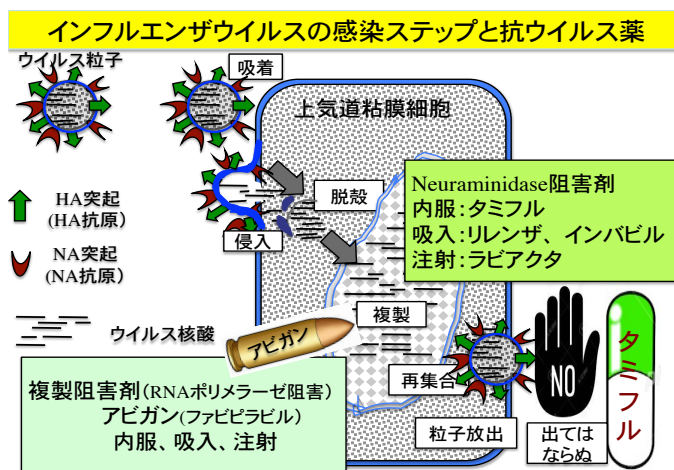 インフルエンザウイルスの感染ステップと抗ウイルス薬
ウイルス粒子
吸着
上気道粘膜細胞
HA突起
(HA抗原)
NA突起
(NA抗原)
ウイルス核酸
侵入
脱殻
複製
再集合
粒子放出
Neuraminidase阻害剤
内服：タミフル
吸入：リレンザ、インバビル
注射：ラビアクタ
アビガン
複製阻害剤(RNAポリメラーゼ阻害)
アビガン(ファビピラビル)
内服、吸入、注射
NO
出ては
ならぬ
タミフル